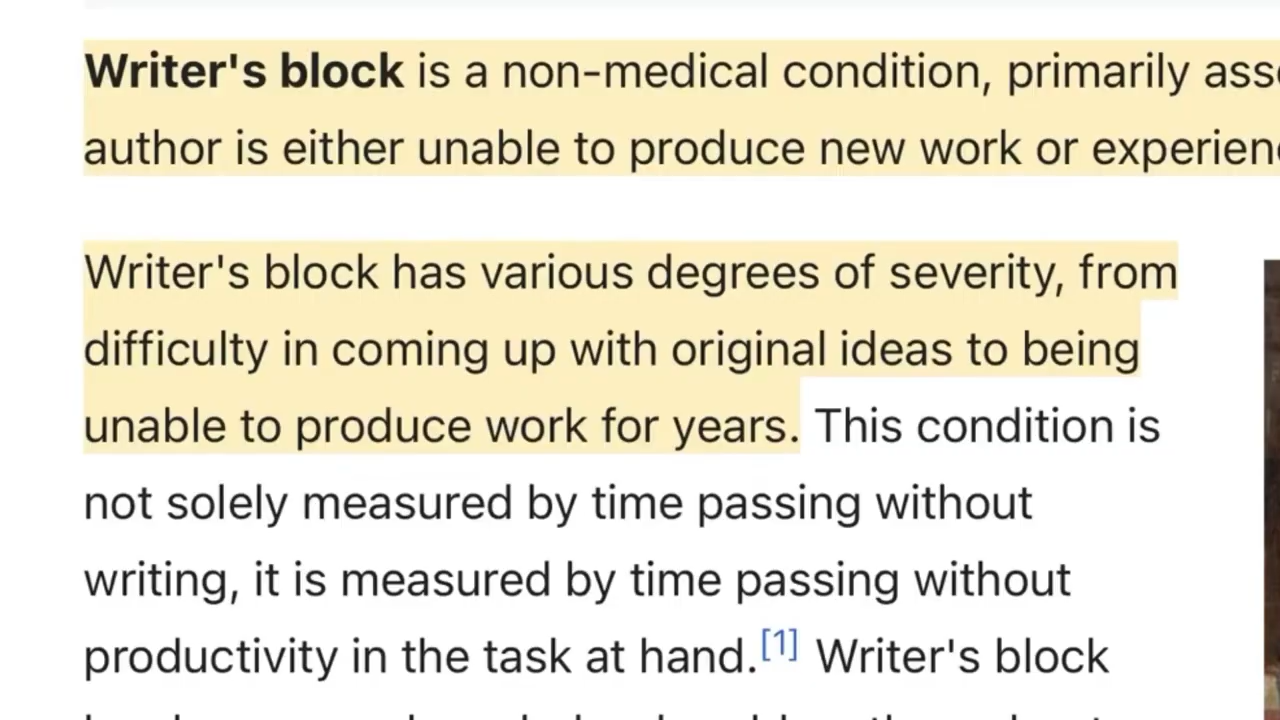 Writer's block is a non-medical condition, primarily
author is either unable to produce new work or
Writer's block has various degrees of severity, from
difficulty in coming up with original ideas to being
unable to produce work for years. This condition is
not solely measured by time passing without
writing, it is measured by time passing without
productivity in the task at hand.[1] Writer's block